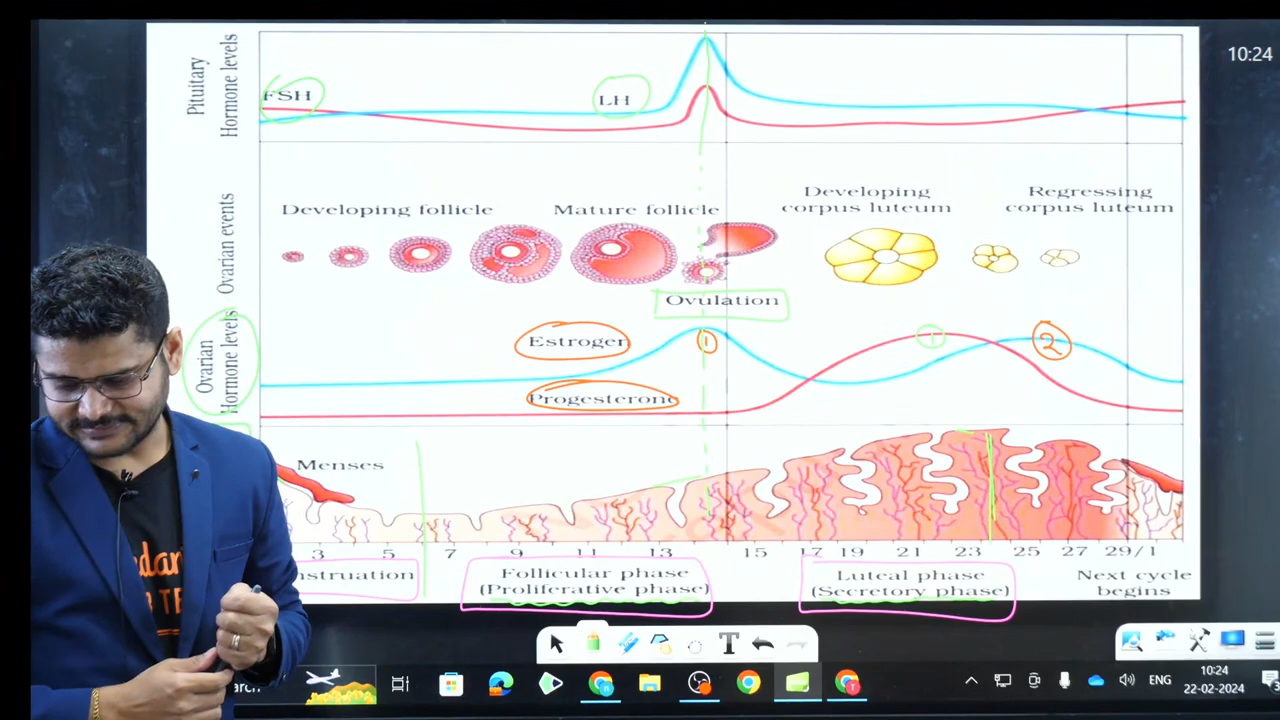 10:24
Pituitary
Hormone levels
FSH
LH
Ovarian events
Developing follicle
Mature follicle
Developing
corpus luteum
Regressing
corpus luteum
Ovulation
Ovarian
Hormone levels
Estrogen
Progesterone
1
1
2
Menses
3 5 7 9 11 13 15 17 19 21 23 25 27 29/1
nstruation
Follicular phase
(Proliferative phase)
Luteal phase
(Secretory phase)
Next cycle
begins
T
arch
ENG
10:24
22-02-2024